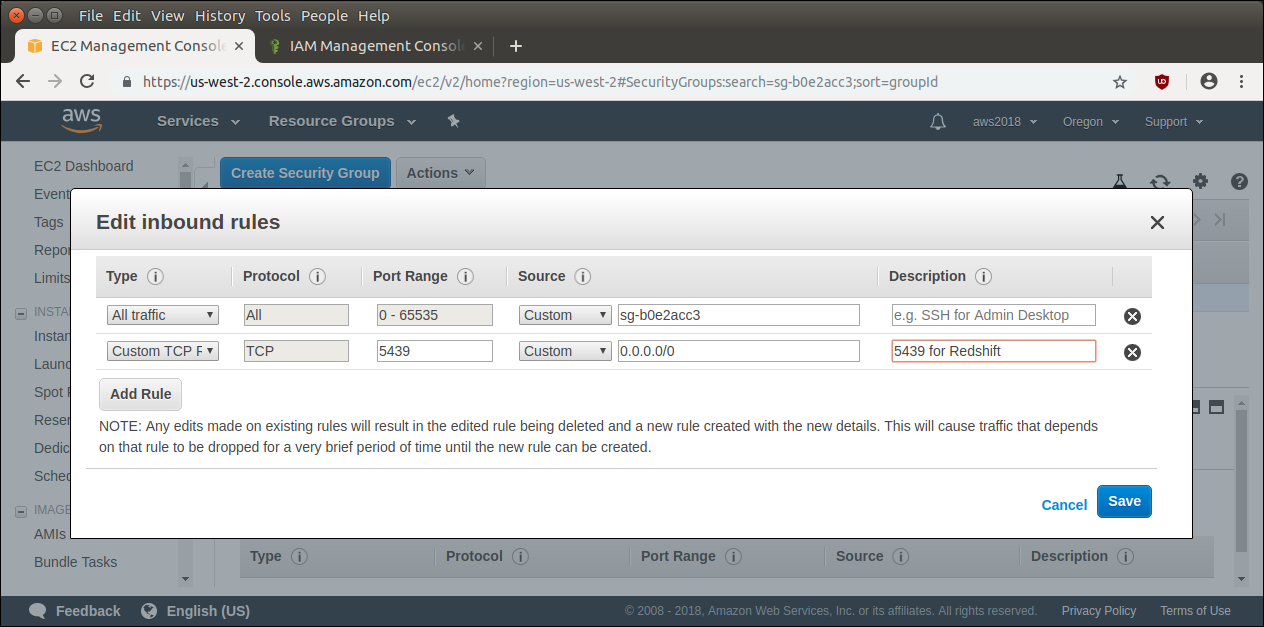 File Edit View History Tools People Help
EC2 Management Console IAM Management Consol
https://us-west-2.console.aws.amazon.com/ec2/v2/home?region=us-west-2#SecurityGroups:search=sg-b0e2acc3;sort=groupId
aws Services Resource Groups aws2018 Oregon Support
EC2 Dashboard Create Security Group Actions
Event
Tags
Repor
Limits
INSTA
Instan
Launc
Spot
Reser
Dedic
Sched
IMAGE
AMIs
Bundle Tasks
Edit inbound rules
Type Protocol Port Range Source Description
All traffic All 0 - 65535 Custom sg-b0e2acc3 e.g. SSH for Admin Desktop
Custom TCP TCP 5439 Custom 0.0.0.0/0 5439 for Redshift
Add Rule
NOTE: Any edits made on existing rules will result in the edited rule being deleted and a new rule created with the new details. This will cause traffic that depends
on that rule to be dropped for a very brief period of time until the new rule can be created.
Cancel Save
Type Protocol Port Range Source Description
Feedback English (US) © 2008 - 2018, Amazon Web Services, Inc. or its affiliates. All rights reserved. Privacy Policy Terms of Use